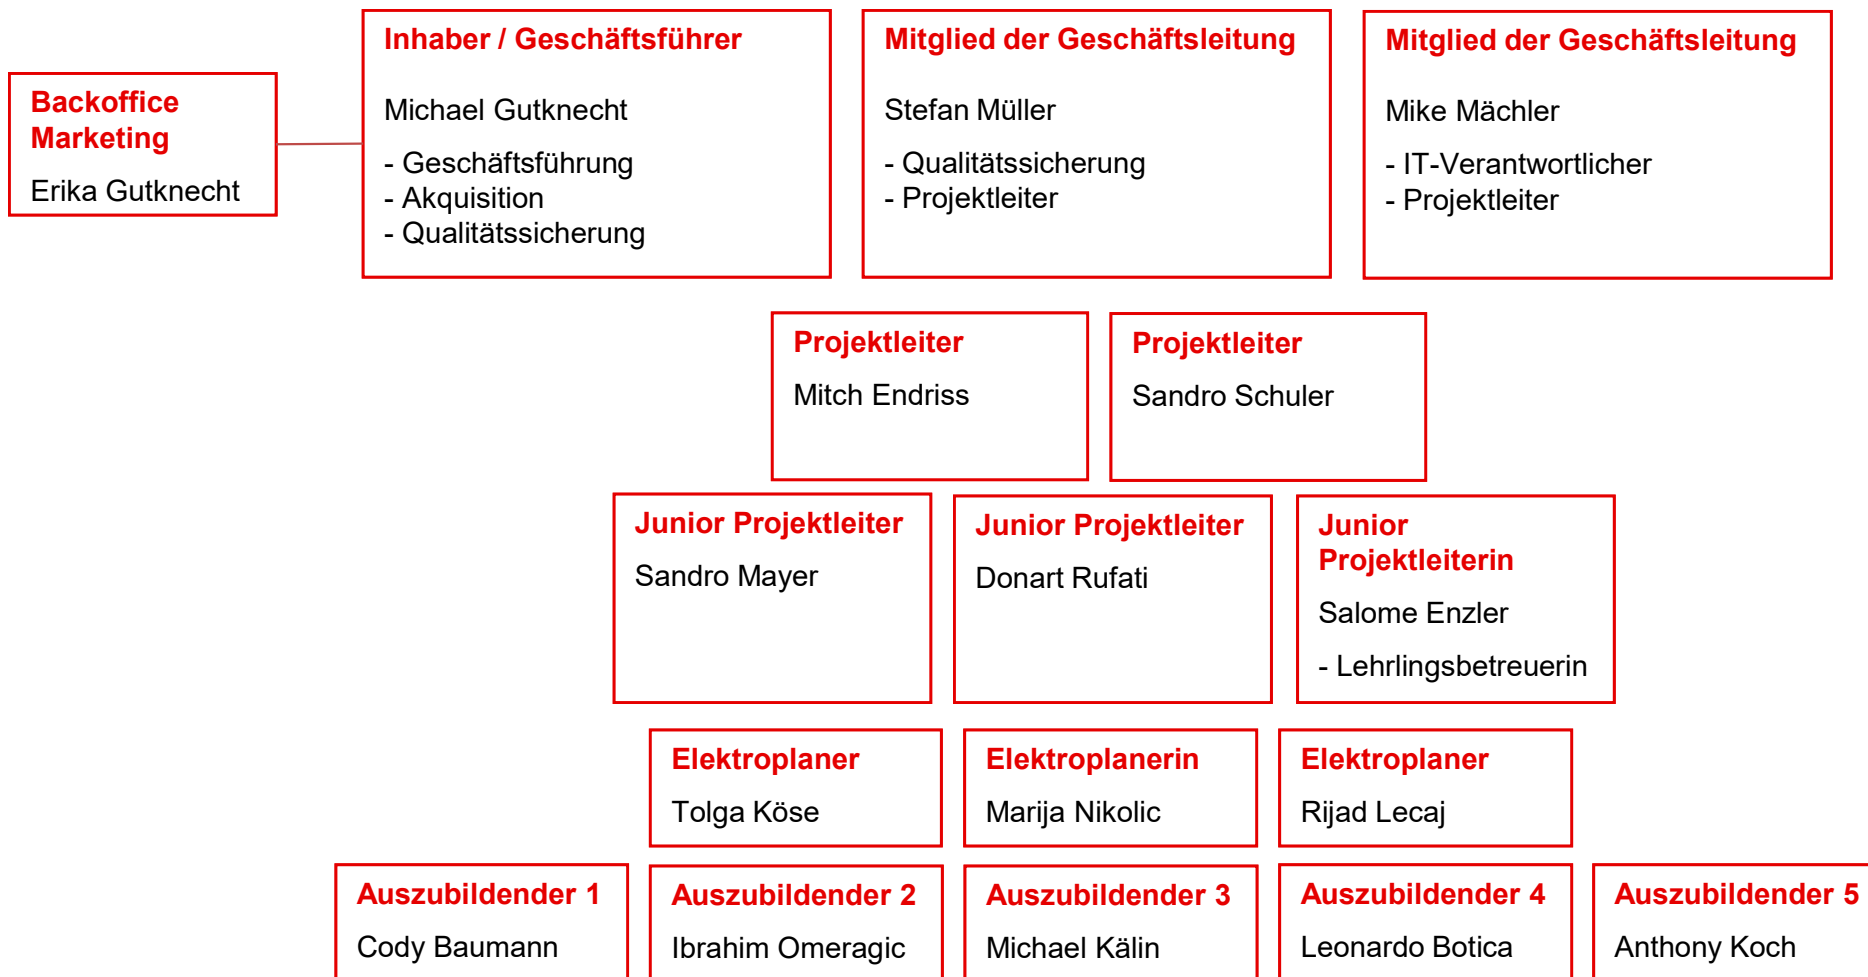 Backoffice
Marketing
Erika Gutknecht
Inhaber / Geschäftsführer
Michael Gutknecht
- Geschäftsführung
- Akquisition
- Qualitätssicherung
Mitglied der Geschäftsleitung
Stefan Müller
- Qualitätssicherung
- Projektleiter
Mitglied der Geschäftsleitung
Mike Mächler
- IT-Verantwortlicher
- Projektleiter
Projektleiter
Mitch Endriss
Projektleiter
Sandro Schuler
Junior Projektleiter
Sandro Mayer
Junior Projektleiter
Donart Rufati
Junior
Projektleiterin
Salome Enzler
- Lehrlingsbetreuerin
Elektroplaner
Tolga Köse
Elektroplanerin
Marija Nikolic
Elektroplaner
Rijad Lecaj
Auszubildender 1
Cody Baumann
Auszubildender 2
Ibrahim Omeragic
Auszubildender 3
Michael Kälin
Auszubildender 4
Leonardo Botica
Auszubildender 5
Anthony Koch